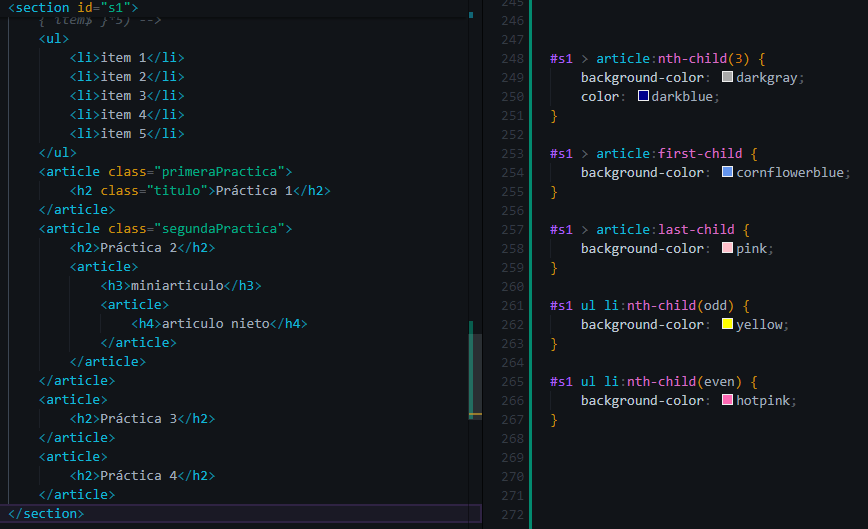 <section id="s1">
{ item$ }*5) -->
<ul>
<li>item 1</li>
<li>item 2</li>
<li>item 3</li>
<li>item 4</li>
<li>item 5</li>
</ul>
<article class="primeraPractica">
<h2 class="titulo">Práctica 1</h2>
</article>
<article class="segundaPractica">
<h2>Práctica 2</h2>
<article>
<h3>miniarticulo</h3>
<article>
<h4>articulo nieto</h4>
</article>
</article>
</article>
<article>
<h2>Práctica 3</h2>
</article>
<article>
<h2>Práctica 4</h2>
</article>
</section>
245
246
247
248 #s1 > article:nth-child(3) {
249 background-color: darkgray;
250 color: darkblue;
251 }
252
253 #s1 > article:first-child {
254 background-color: cornflowerblue;
255 }
256
257 #s1 > article:last-child {
258 background-color: pink;
259 }
260
261 #s1 ul li:nth-child(odd) {
262 background-color: yellow;
263 }
264
265 #s1 ul li:nth-child(even) {
266 background-color: hotpink;
267 }
268
269
270
271
272